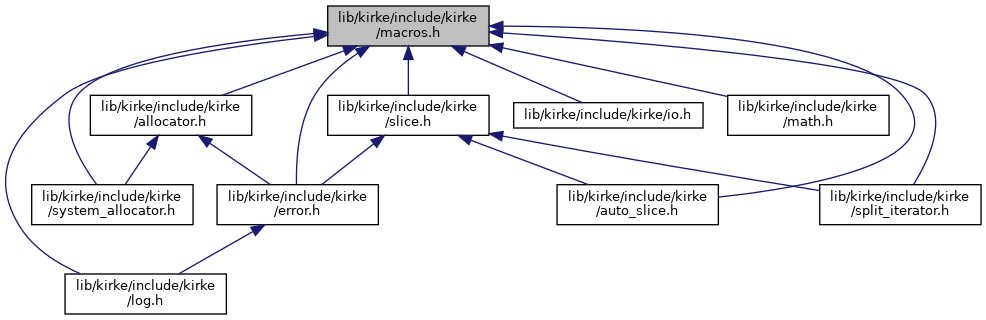 lib/kirke/include/kirke
/macros.h
lib/kirke/include/kirke
/allocator.h
lib/kirke/include/kirke
/slice.h
lib/kirke/include/kirke/io.h
lib/kirke/include/kirke
/math.h
lib/kirke/include/kirke
/system_allocator.h
lib/kirke/include/kirke
/error.h
lib/kirke/include/kirke
/auto_slice.h
lib/kirke/include/kirke
/split_iterator.h
lib/kirke/include/kirke
/log.h